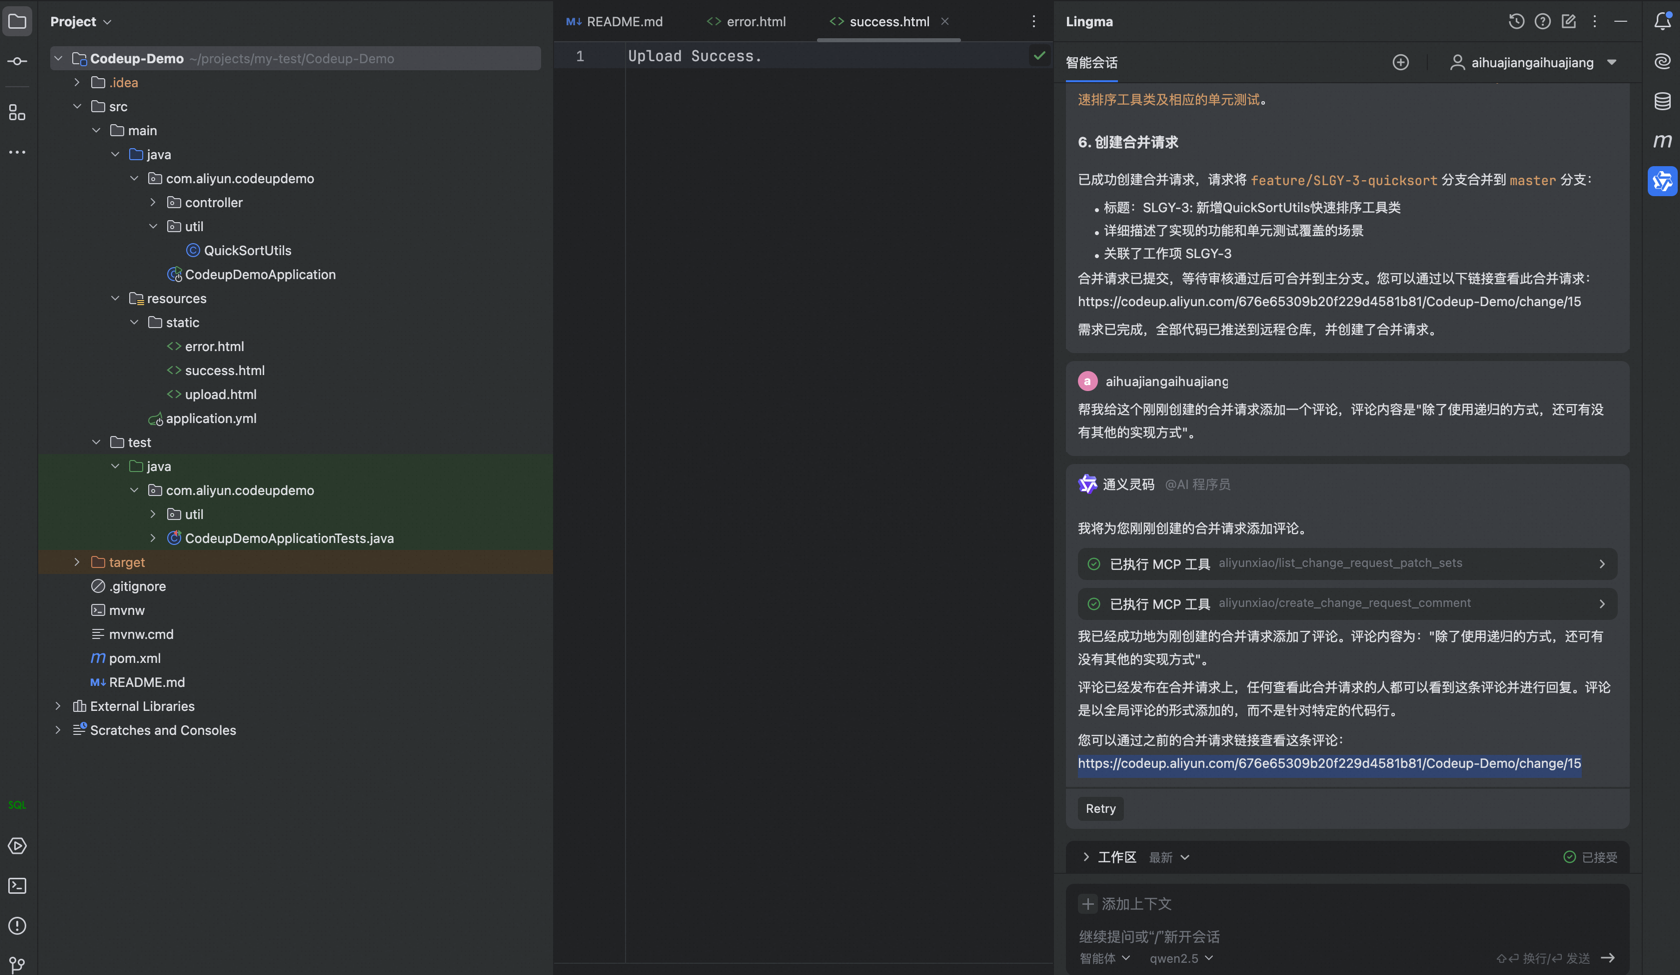 Project
README.md
error.html
success.html
Lingma
Codeup-Demo ~/projects/my-test/Codeup-Demo
.idea
src
main
java
com.aliyun.codeupdemo
controller
util
QuickSortUtils
CodeupDemoApplication
resources
static
error.html
success.html
upload.html
application.yml
test
java
com.aliyun.codeupdemo
util
CodeupDemoApplicationTests.java
target
.gitignore
mvnw
mvnw.cmd
pom.xml
README.md
External Libraries
Scratches and Consoles
SQL
1 Upload Success.
智能会话
aihuajiangaihuajiang
速排序工具类及相应的单元测试。
6. 创建合并请求
已成功创建合并请求，请求将 feature/SLGY-3-quicksort 分支合并到 master 分支：
• 标题：SLGY-3: 新增QuickSortUtils快速排序工具类
• 详细描述了实现的功能和单元测试覆盖的场景
• 关联了工作项 SLGY-3
合并请求已提交，等待审核通过后可合并到主分支。您可以通过以下链接查看此合并请求：
https://codeup.aliyun.com/676e65309b20f229d4581b81/Codeup-Demo/change/15
需求已完成，全部代码已推送到远程仓库，并创建了合并请求。
a aihuajiangaihuajiang
帮我给这个刚刚创建的合并请求添加一个评论，评论内容是"除了使用递归的方式，还可有没
有其他的实现方式"。
通义灵码 @AI 程序员
我将为您刚刚创建的合并请求添加评论。
已执行 MCP 工具 aliyunxiao/list_change_request_patch_sets
已执行 MCP 工具 aliyunxiao/create_change_request_comment
我已经成功地为刚创建的合并请求添加了评论。评论内容为："除了使用递归的方式，还可有
没有其他的实现方式"。
评论已经发布在合并请求上，任何查看此合并请求的人都可以看到这条评论并进行回复。评论
是以全局评论的形式添加的，而不是针对特定的代码行。
您可以通过之前的合并请求链接查看这条评论：
https://codeup.aliyun.com/676e65309b20f229d4581b81/Codeup-Demo/change/15
Retry
工作区 最新
已接受
添加上下文
继续提问或“/”新开会话
智能体 qwen2.5
⇧⏎ 换行/⏎ 发送